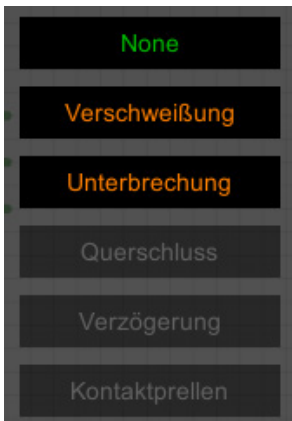 None
Verschweißung
Unterbrechung
Querschluss
Verzögerung
Kontaktprellen